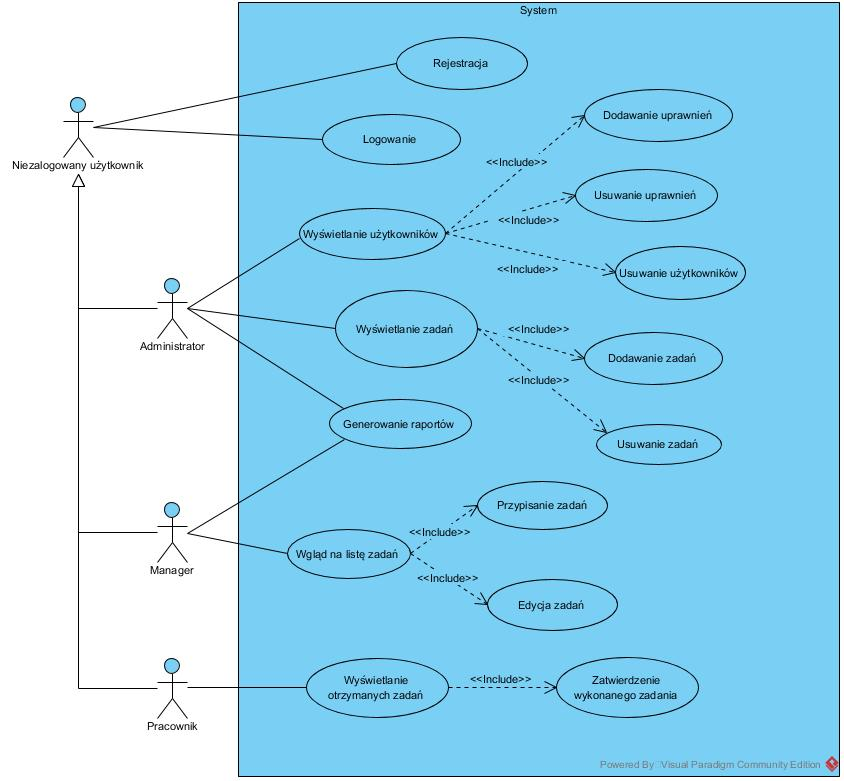 System
Rejestracja
Niezalogowany użytkownik
Logowanie
Dodawanie uprawnień
<<Include>>
Usuwanie uprawnień
<<Include>>
Wyświetlanie użytkowników
<<Include>>
Usuwanie użytkowników
Administrator
Wyświetlanie zadań
<<Include>>
Dodawanie zadań
<<Include>>
Generowanie raportów
Usuwanie zadań
Manager
Wgląd na listę zadań
<<Include>>
Przypisanie zadań
<<Include>>
Edycja zadań
Pracownik
Wyświetlanie
otrzymanych zadań
<<Include>>
Zatwierdzenie
wykonanego zadania
Powered By Visual Paradigm Community Edition